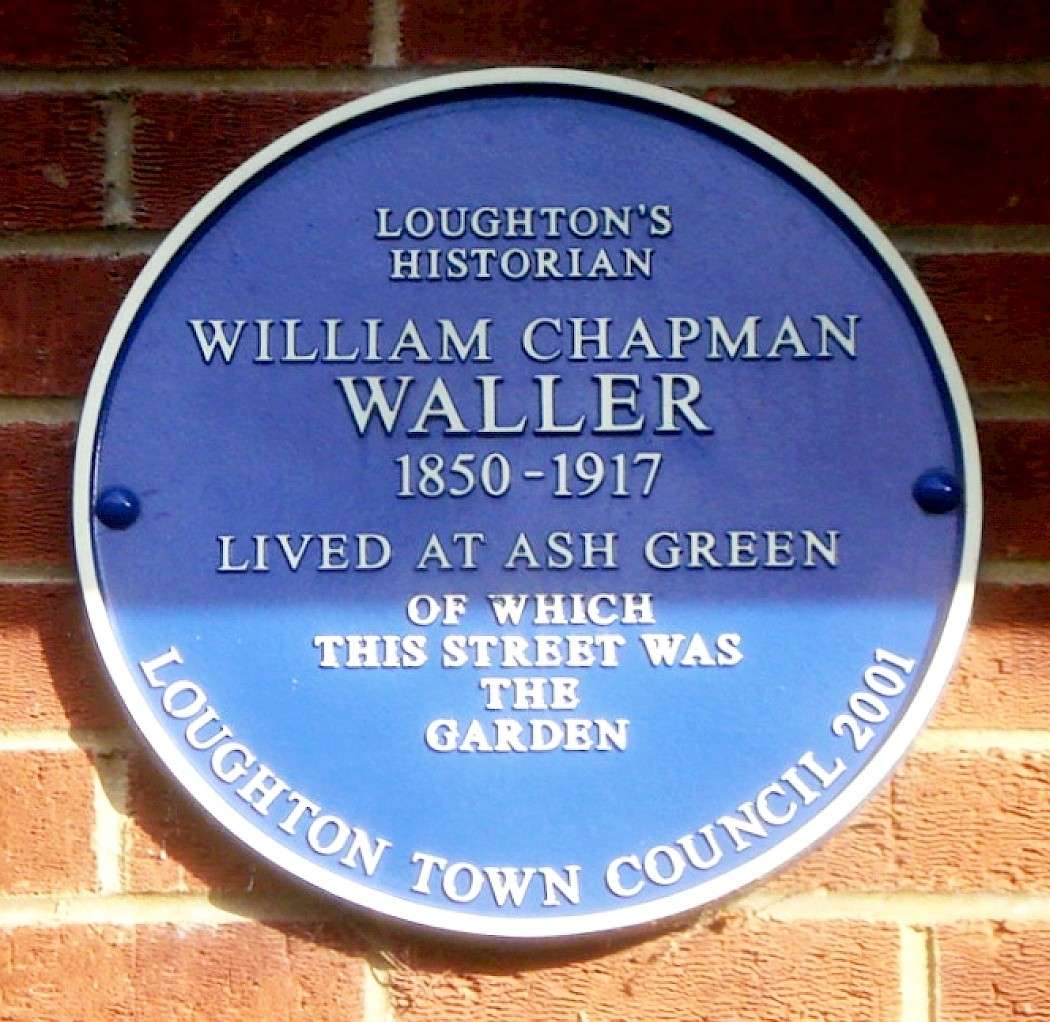 LOUGHTON'S
HISTORIAN
WILLIAM CHAPMAN
WALLER
1850-1917
LIVED AT ASH GREEN
OF WHICH
THIS STREET WAS
THE
GARDEN
LOUGHTON TOWN COUNCIL 2001